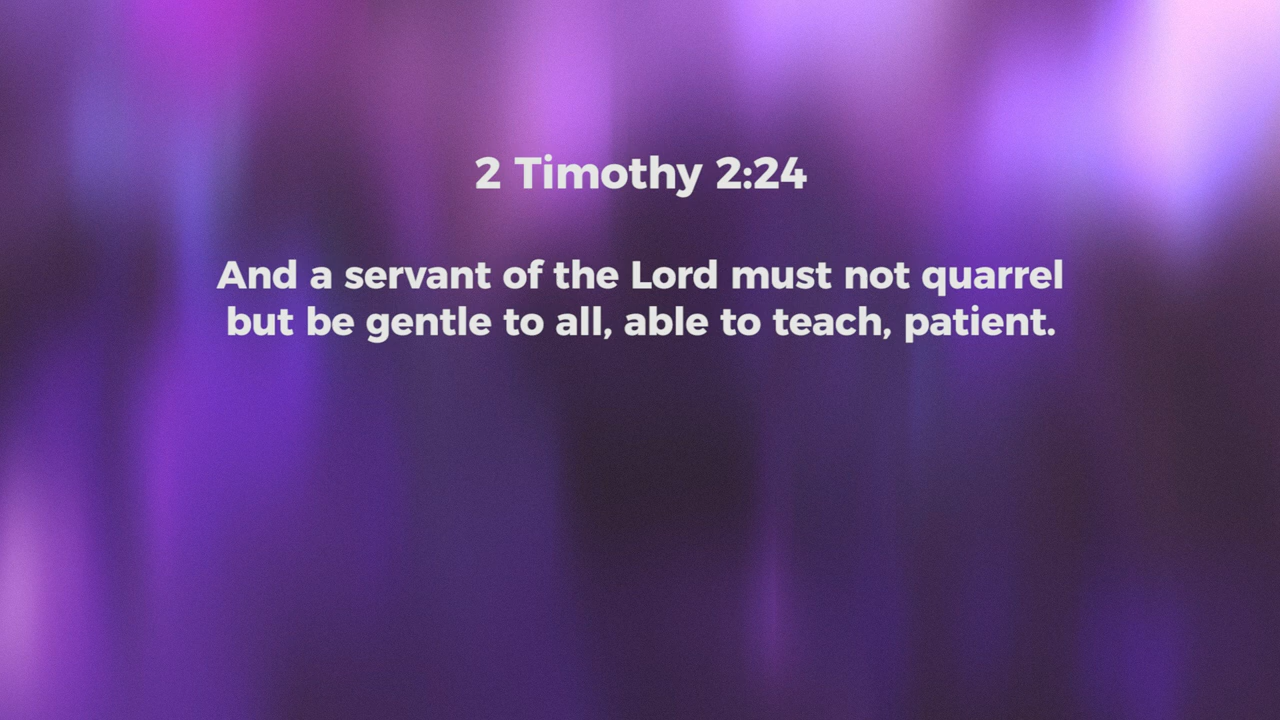 2 Timothy 2:24
And a servant of the Lord must not quarrel
but be gentle to all, able to teach, patient.